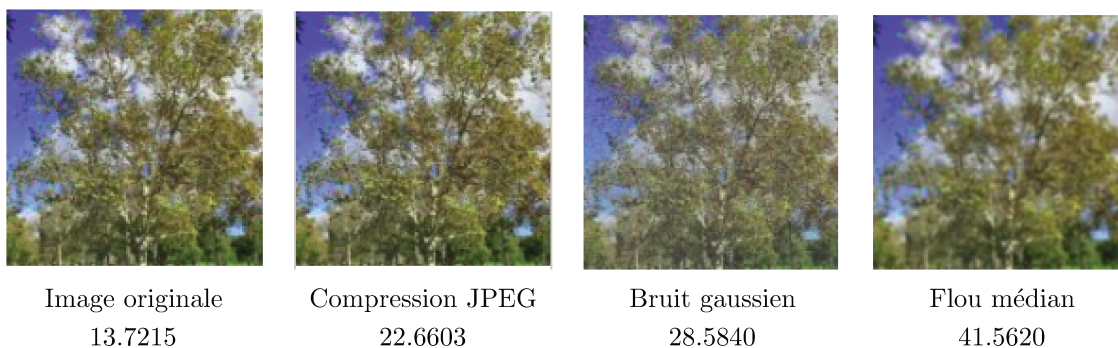 Image originale
13.7215
Compression JPEG
22.6603
Bruit gaussien
28.5840
Flou médian
41.5620